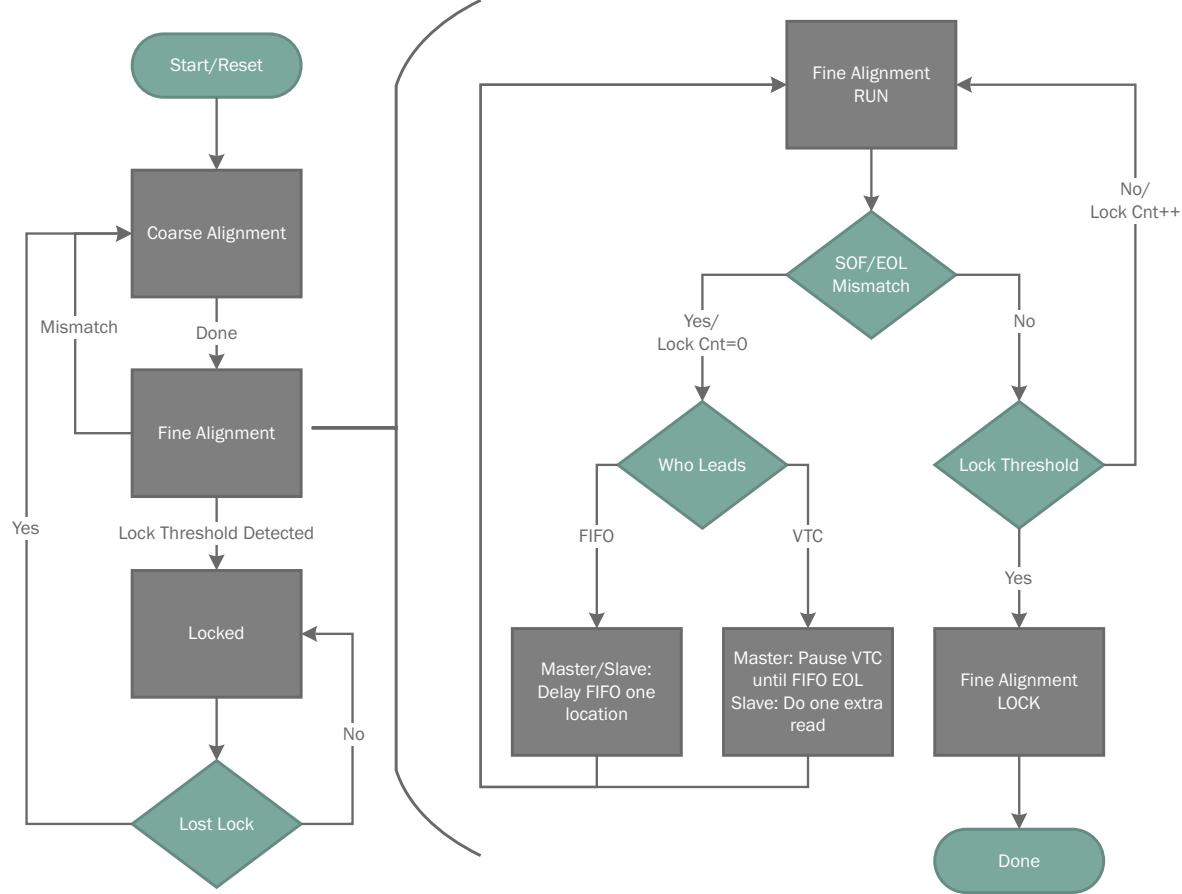 Start/Reset
Coarse Alignment
Mismatch
Done
Fine Alignment
Yes
Lock Threshold Detected
Locked
No
Lost Lock
Fine Alignment
RUN
No/
Lock Cnt++
SOF/EOL
Mismatch
Yes/
Lock Cnt=0
No
Who Leads
Lock Threshold
FIFO
VTC
Yes
Master/Slave:
Delay FIFO one
location
Master: Pause VTC
until FIFO EOL
Slave: Do one extra
read
Fine Alignment
LOCK
Done